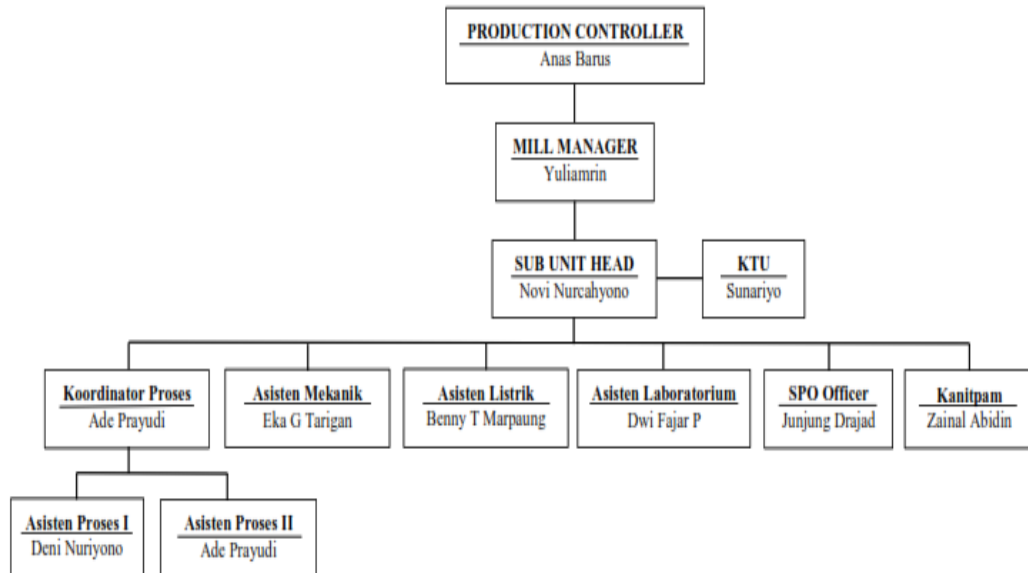 PRODUCTION CONTROLLER
Anas Barus
MILL MANAGER
Yuliamrin
SUB UNIT HEAD
Novi Nurcahyono
KTU
Sunariyo
Koordinator Proses
Ade Prayudi
Asisten Mekanik
Eka G Tarigan
Asisten Listrik
Benny T Marpaung
Asisten Laboratorium
Dwi Fajar P
SPO Officer
Junjung Drajad
Kanitpam
Zainal Abidin
Asisten Proses I
Deni Nuriyono
Asisten Proses II
Ade Prayudi